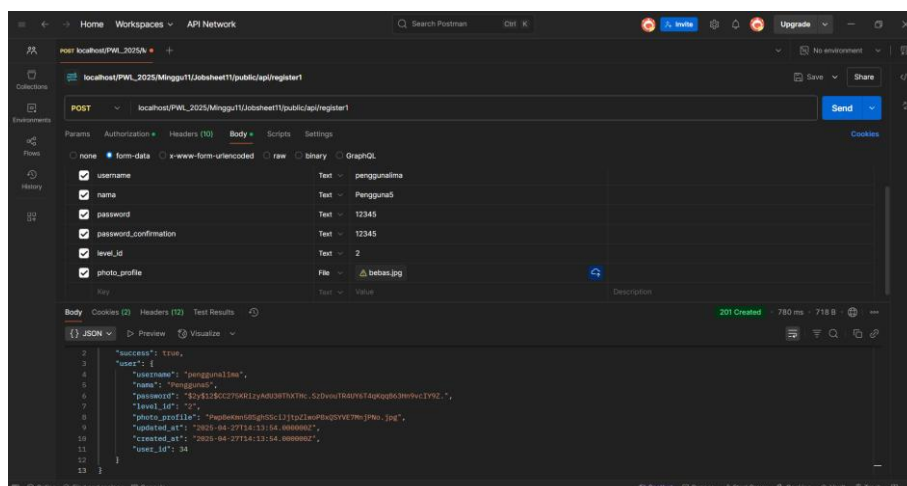 Home Workspaces API Network Search Postman Ctrl K Invite Upgrade
POST localhost/PWL_2025/M No environment
localhost/PWL_2025/Minggu11/Jobsheet11/public/api/register1 Save Share
Collections
POST localhost/PWL_2025/Minggu11/Jobsheet11/public/api/register1 Send
Environments
Params Authorization Headers (10) Body Scripts Settings Cookies
Flows
none form-data x-www-form-urlencoded raw binary GraphQL
History
username Text penggunalima
nama Text Pengguna5
password Text 12345
password_confirmation Text 12345
level_id Text 2
photo_profile File bebas.jpg
Key Text Value Description
Body Cookies (2) Headers (12) Test Results 201 Created 780 ms 718 B
{} JSON Preview Visualize
2 "success": true,
3 "user": {
4 "username": "penggunalima",
5 "nama": "Pengguna5",
6 "password":
7 "level_id": "2",
8 "photo_profile":
9 "updated_at": "2025-04-27T14:13:54.000000Z",
10 "created_at": "2025-04-27T14:13:54.000000Z",
11 "user_id": 34
12 }
13 }